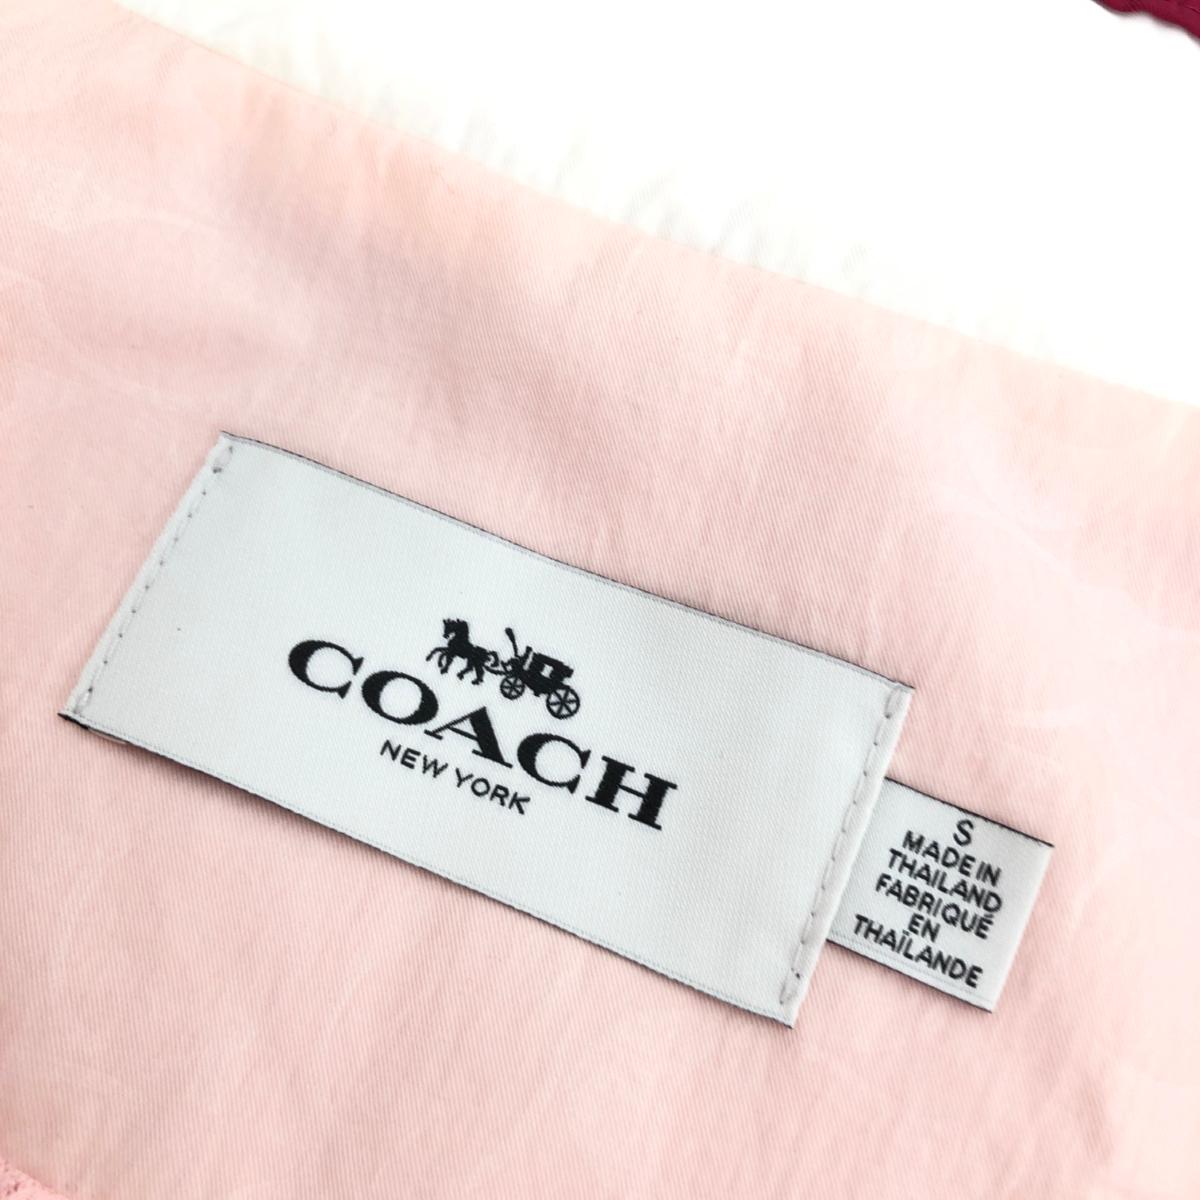 COACH
NEW YORK
S
MADE IN
THAILAND
FABRIQUÉ
EN
THAÏLANDE